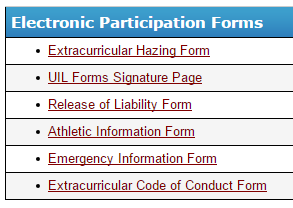 Electronic Participation Forms
• Extracurricular Hazing Form
• UIL Forms Signature Page
• Release of Liability Form
• Athletic Information Form
• Emergency Information Form
• Extracurricular Code of Conduct Form